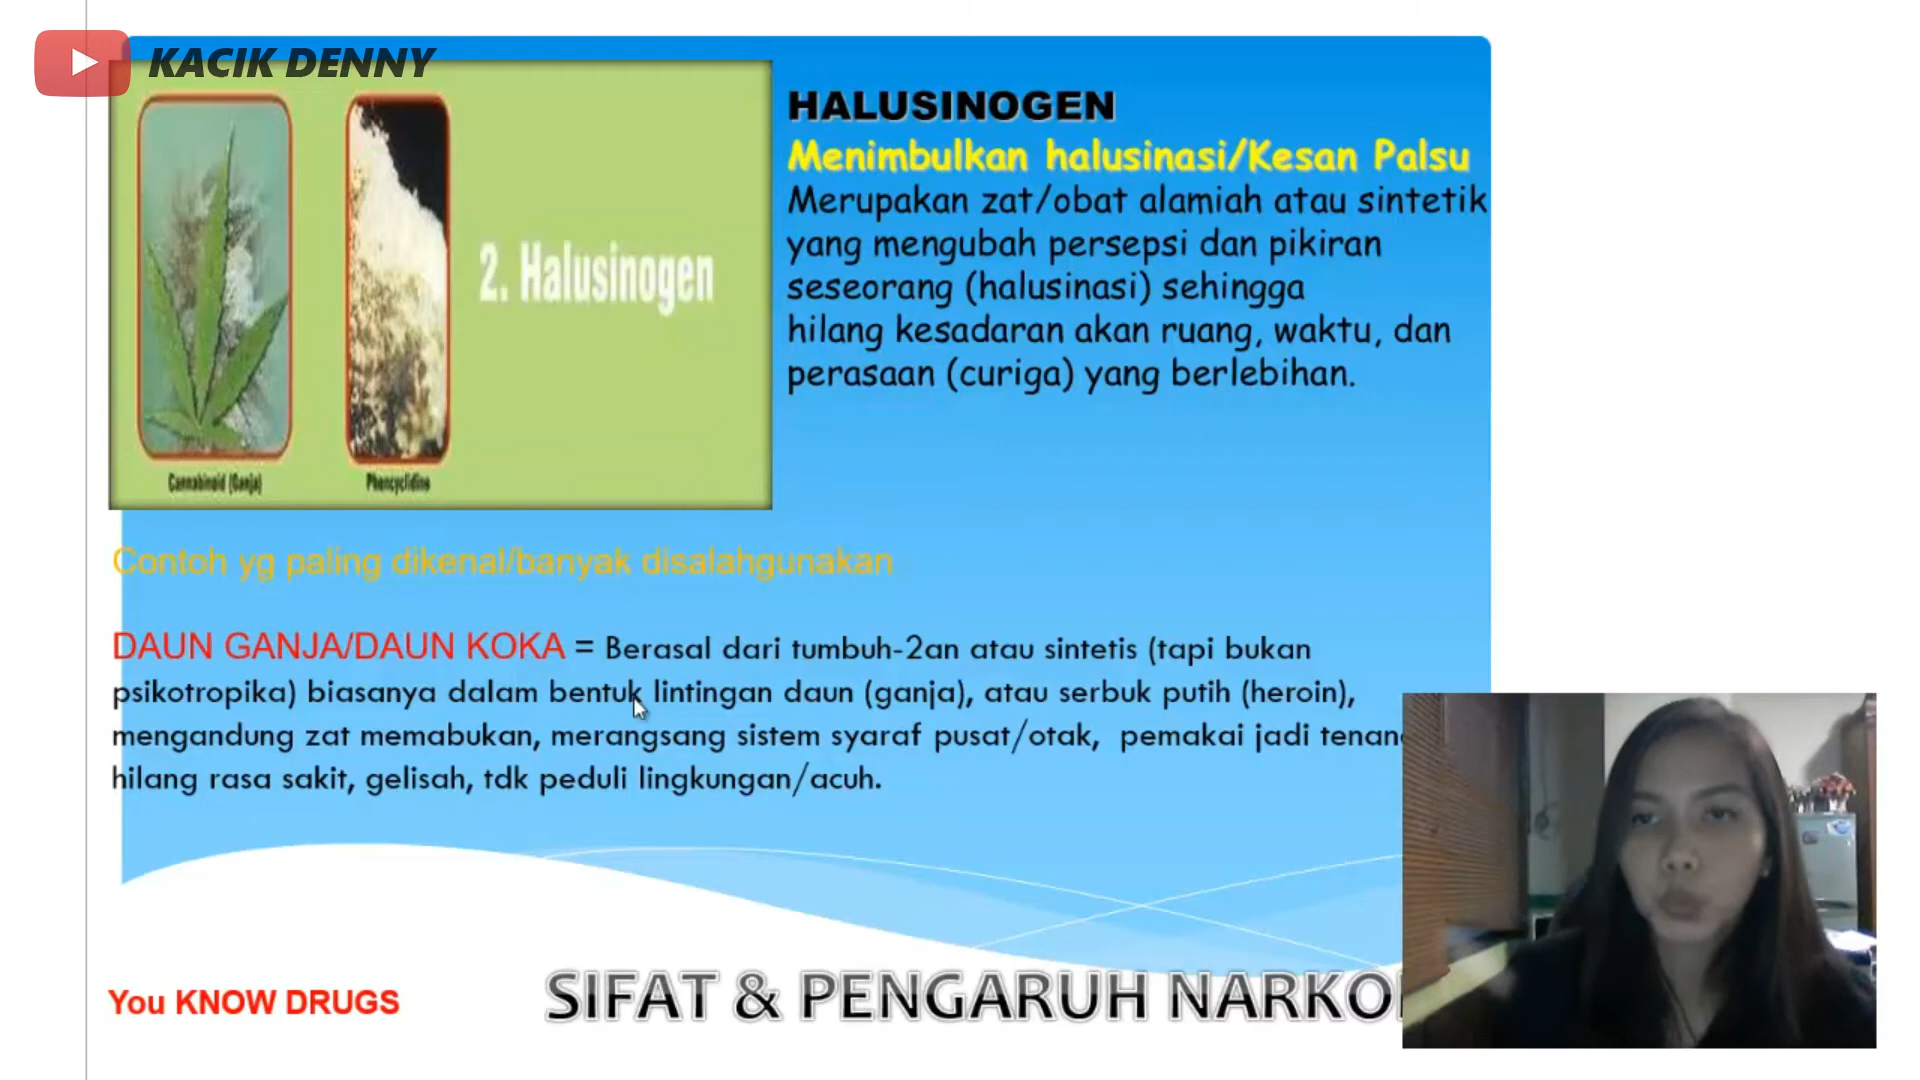 KACIK DENNY
HALUSINOGEN
Menimbulkan halusinasi/Kesan Palsu
Merupakan zat/obat alamiah atau sintetik
yang mengubah persepsi dan pikiran
seseorang (halusinasi) sehingga
hilang kesadaran akan ruang, waktu, dan
perasaan (curiga) yang berlebihan.
2. Halusinogen
Cannabinoid (Ganja)
Phencyclidine
Contoh yg paling dikenal/banyak disalahgunakan
DAUN GANJA/DAUN KOKA = Berasal dari tumbuh-2an atau sintetis (tapi bukan
psikotropika) biasanya dalam bentuk lintingan daun (ganja), atau serbuk putih (heroin),
mengandung zat memabukan, merangsang sistem syaraf pusat/otak, pemakai jadi tenang
hilang rasa sakit, gelisah, tdk peduli lingkungan/acuh.
You KNOW DRUGS
SIFAT & PENGARUH NARKO